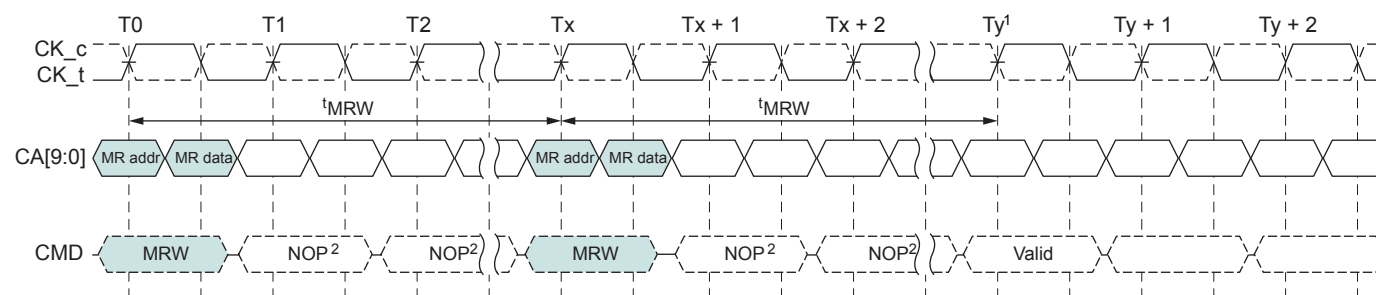 T0 T1 T2 Tx Tx + 1 Tx + 2 Ty¹ Ty + 1 Ty + 2
CK_c
CK_t
tMRW tMRW
CA[9:0] MR addr MR data MR addr MR data
CMD MRW NOP² NOP² MRW NOP² NOP² Valid